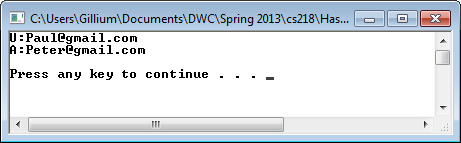 C:\Users\Gillium\Documents\DWC\Spring 2013\cs218\Has...
U:Paul@gmail.com
A:Peter@gmail.com
Press any key to continue . . . _